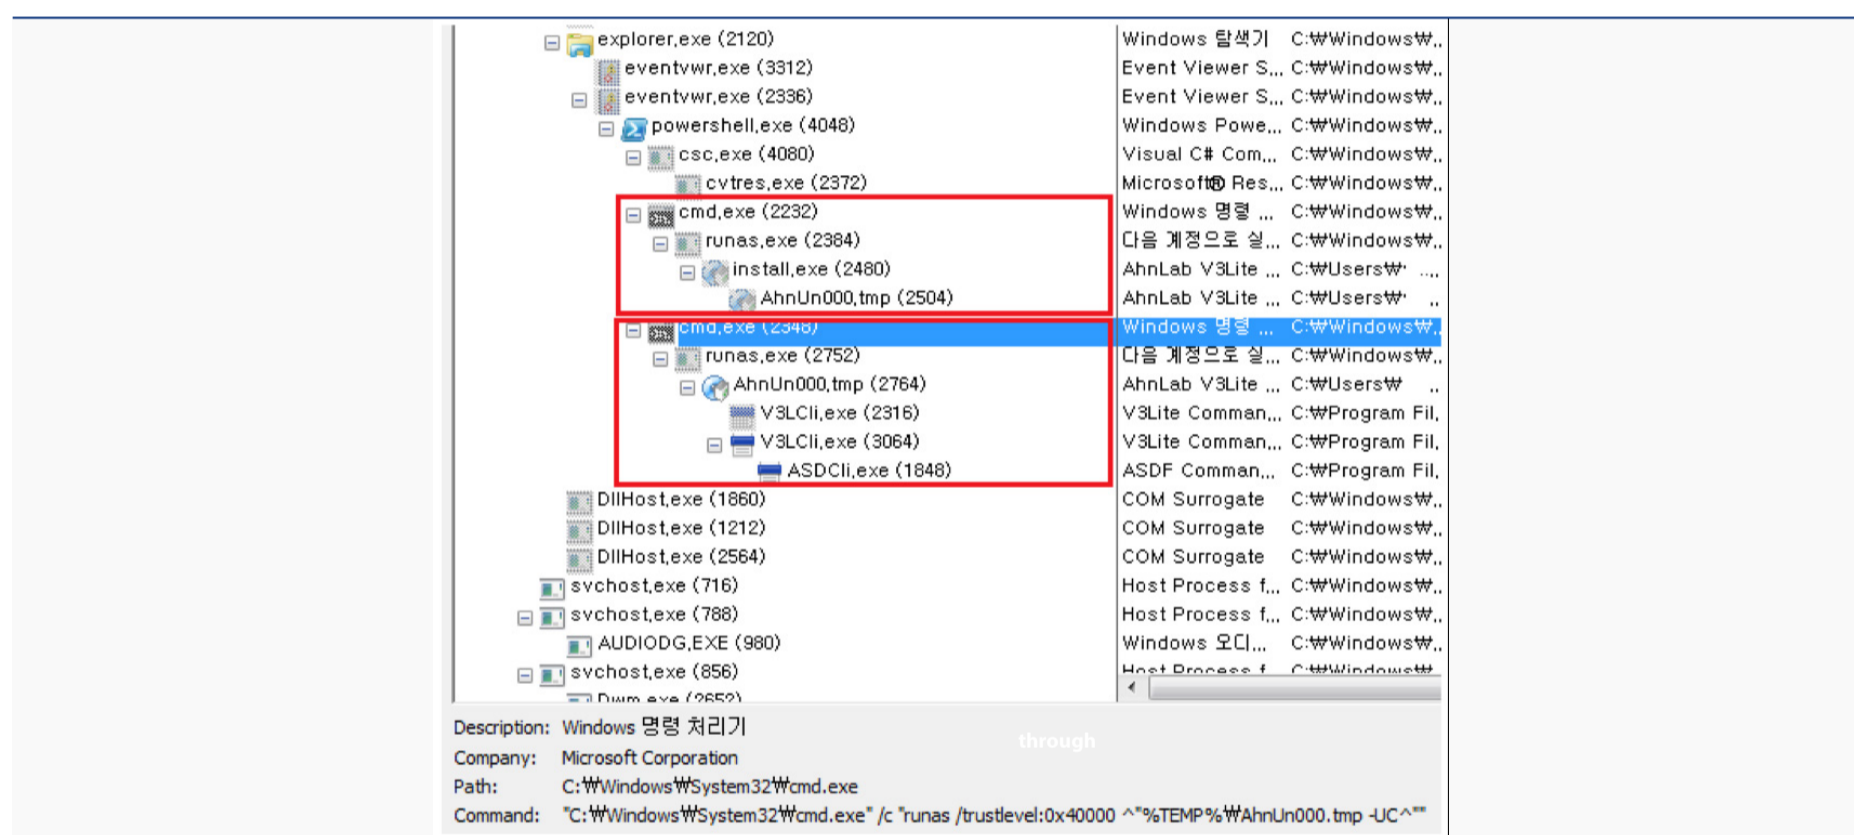 explorer.exe (2120) Windows 탐색기 C:₩Windows₩...
eventvwr.exe (3312) Event Viewer S... C:₩Windows₩...
eventvwr.exe (2336) Event Viewer S... C:₩Windows₩...
powershell.exe (4048) Windows Powe... C:₩Windows₩...
csc.exe (4080) Visual C# Com... C:₩Windows₩...
cvtres.exe (2372) Microsoft® Res... C:₩Windows₩...
cmd.exe (2232) Windows 명령 ... C:₩Windows₩...
runas.exe (2384) 다음 계정으로 실... C:₩Windows₩...
install.exe (2480) AhnLab V3Lite ... C:₩Users₩ ...
AhnUn000.tmp (2504) AhnLab V3Lite ... C:₩Users₩ ...
cmd.exe (2348) Windows 명령 ... C:₩Windows₩...
runas.exe (2752) 다음 계정으로 실... C:₩Windows₩...
AhnUn000.tmp (2764) AhnLab V3Lite ... C:₩Users₩ ...
V3LCli.exe (2316) V3Lite Comman... C:₩Program Fil...
V3LCli.exe (3064) V3Lite Comman... C:₩Program Fil...
ASDCli.exe (1848) ASDF Comman... C:₩Program Fil...
DllHost.exe (1860) COM Surrogate C:₩Windows₩...
DllHost.exe (1212) COM Surrogate C:₩Windows₩...
DllHost.exe (2564) COM Surrogate C:₩Windows₩...
svchost.exe (716) Host Process f... C:₩Windows₩...
svchost.exe (788) Host Process f... C:₩Windows₩...
AUDIODG.EXE (980) Windows 오디... C:₩Windows₩...
svchost.exe (856) Host Process f... C:₩Windows₩...
Dwm.exe (2652)
Description: Windows 명령 처리기
through
Company: Microsoft Corporation
Path: C:₩Windows₩System32₩cmd.exe
Command: "C:₩Windows₩System32₩cmd.exe" /c "runas /trustlevel:0x40000 ^"%TEMP%₩AhnUn000.tmp -UC^""